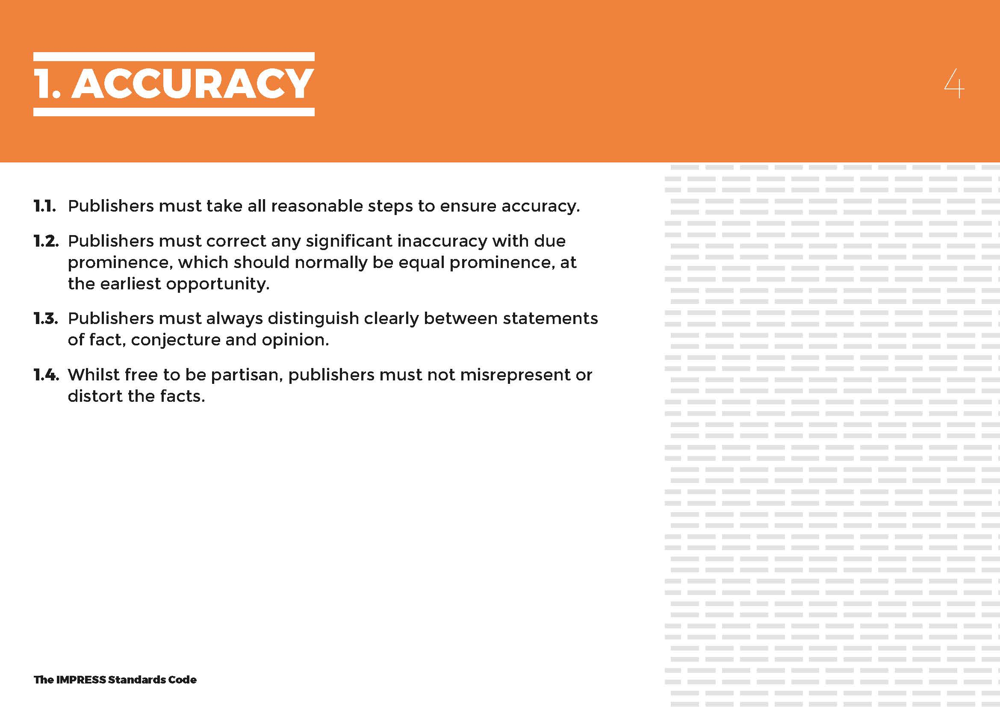 1. ACCURACY
4
1.1. Publishers must take all reasonable steps to ensure accuracy.
1.2. Publishers must correct any significant inaccuracy with due
prominence, which should normally be equal prominence, at
the earliest opportunity.
1.3. Publishers must always distinguish clearly between statements
of fact, conjecture and opinion.
1.4. Whilst free to be partisan, publishers must not misrepresent or
distort the facts.
The IMPRESS Standards Code